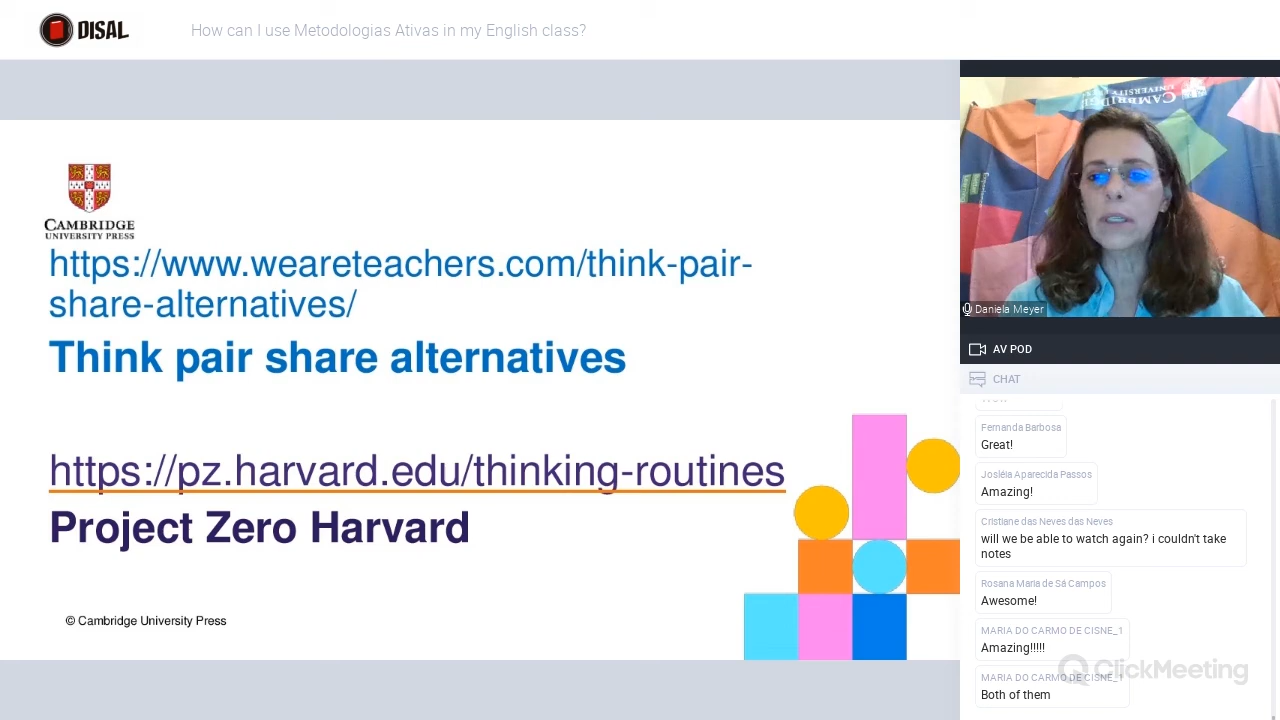 DISAL
How can I use Metodologias Ativas in my English class?
CAMBRIDGE
UNIVERSITY PRESS
https://www.weareteachers.com/think-pair-
share-alternatives/
Think pair share alternatives
https://pz.harvard.edu/thinking-routines
Project Zero Harvard
© Cambridge University Press
CAMBRIDGE
UNIVERSITY PRESS
Daniela Meyer
AV POD
CHAT
Fernanda Barbosa
Great!
Josléia Aparecida Passos
Amazing!
Cristiane das Neves das Neves
will we be able to watch again? i couldn't take
notes
Rosana Maria de Sá Campos
Awesome!
MARIA DO CARMO DE CISNE_1
Amazing!!!!!
MARIA DO CARMO DE CISNE_1
Both of them
ClickMeeting